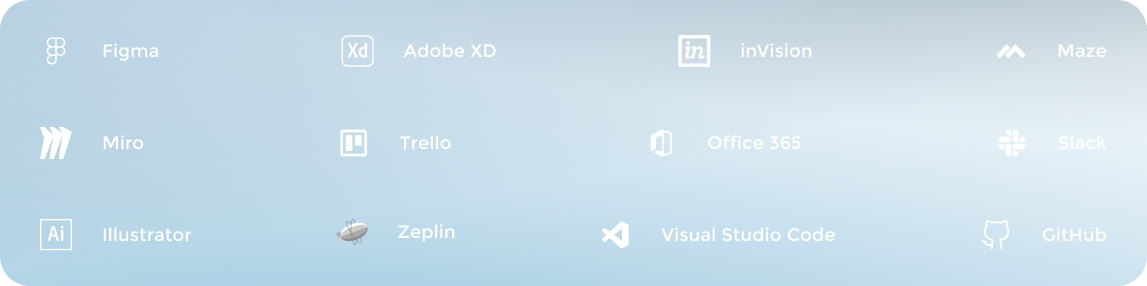 Figma
Xd Adobe XD
in inVision
Maze
Miro
Trello
Office 365
Slack
Ai Illustrator
Zeplin
Visual Studio Code
GitHub